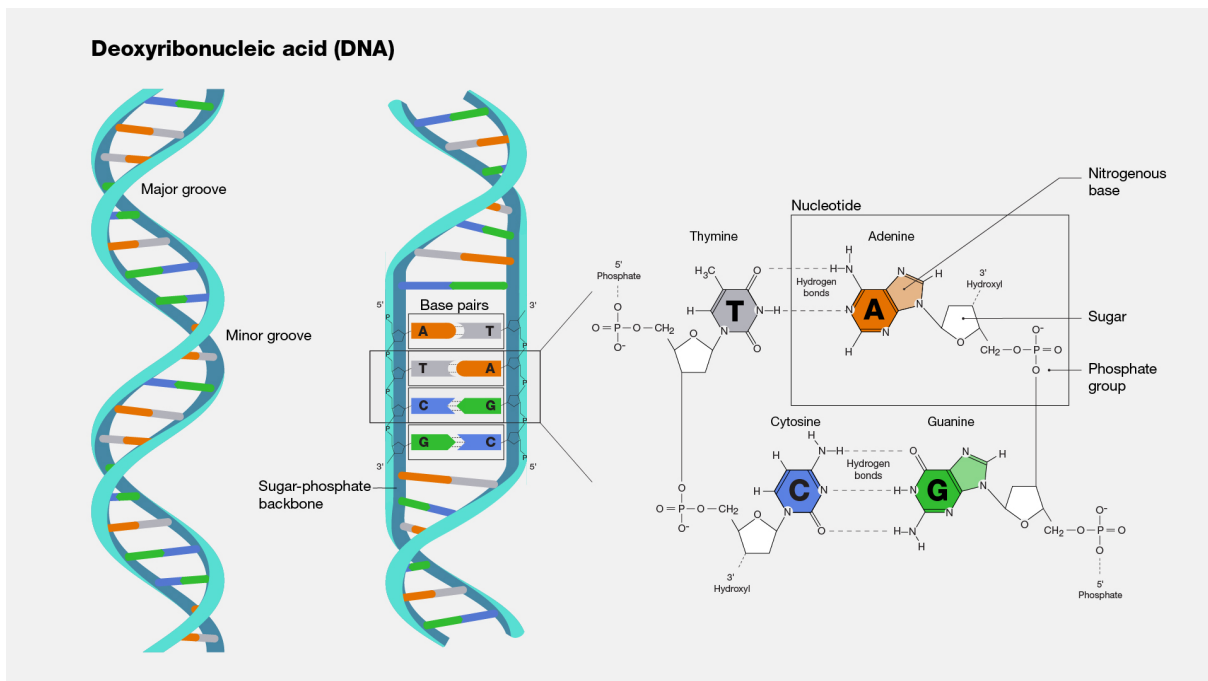 Deoxyribonucleic acid (DNA)
Major groove
Minor groove
Sugar-phosphate
backbone
Base pairs
5'
3'
P
P
A T
P
P
T A
P
P
C G
P
P
G C
3'
5'
Nucleotide
Nitrogenous
base
Sugar
Phosphate
group
Thymine
Adenine
5'
Phosphate
O
O=P—O—CH₂
O-
H₃C
O
H
T
N—H
N
O
Hydrogen
bonds
H
H—N
N
H
N
A
N
N
H
3'
Hydroxyl
O
CH₂—O—P=O
O-
O
Cytosine
Guanine
O
O=P—O—CH₂
O-
O
3'
Hydroxyl
H
N—H
H
H
C
N
N
O
Hydrogen
bonds
O
N
H
H—N
G
N
N
H—N
H
O
CH₂—O—P=O
O-
O
5'
Phosphate